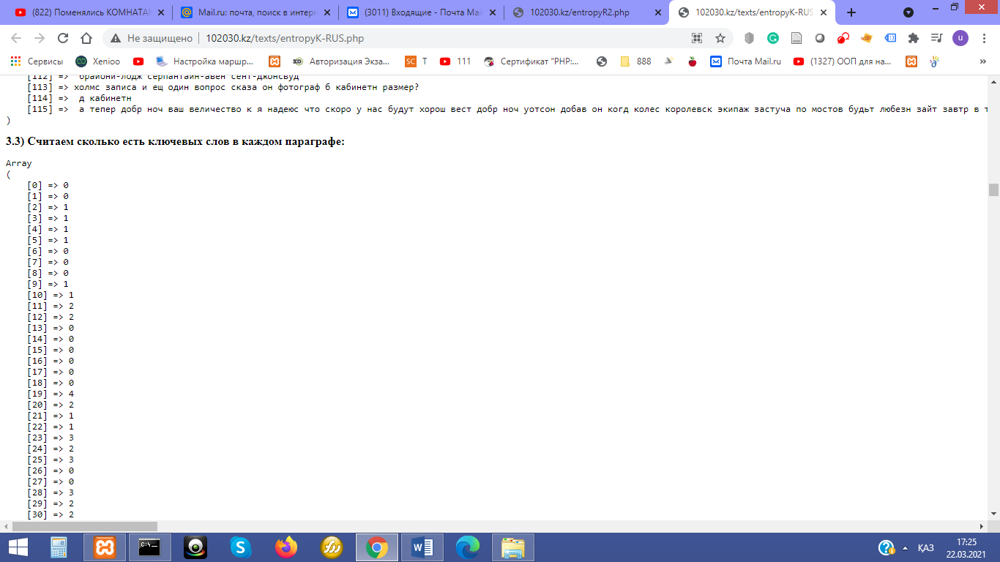 (822) Поменялись КОМНАТА
Mail.ru: почта, поиск в интерн
(3011) Входящие - Почта Mai
102030.kz/entropyR2.php
102030.kz/texts/entropyK-RUS
Не защищено
102030.kz/texts/entropyK-RUS.php
u
Сервисы
Xenioo
Настройка маршр...
Авторизация Экза...
SC
T
111
Сертификат "PHP:...
888
Почта Mail.ru
(1327) ООП для на...
»
[112] => брайони-лодж серпантайн-авен сент-джонсвуд
[113] => холмс записа и ещ один вопрос сказа он фотограф б кабинетн размер?
[114] => д кабинетн
[115] => а тепер добр ноч ваш величество к я надеюс что скоро у нас будут хорош вест добр ноч уотсон добав он когд колес королевск экипаж застуча по мостов будьт любезн зайт завтр в т
)
3.3) Считаем сколько есть ключевых слов в каждом параграфе:
Array
(
[0] => 0
[1] => 0
[2] => 1
[3] => 1
[4] => 1
[5] => 1
[6] => 0
[7] => 0
[8] => 0
[9] => 1
[10] => 1
[11] => 2
[12] => 2
[13] => 0
[14] => 0
[15] => 0
[16] => 0
[17] => 0
[18] => 0
[19] => 4
[20] => 2
[21] => 1
[22] => 1
[23] => 3
[24] => 2
[25] => 3
[26] => 0
[27] => 0
[28] => 3
[29] => 2
[30] => 2
ҚАЗ
17:25
22.03.2021